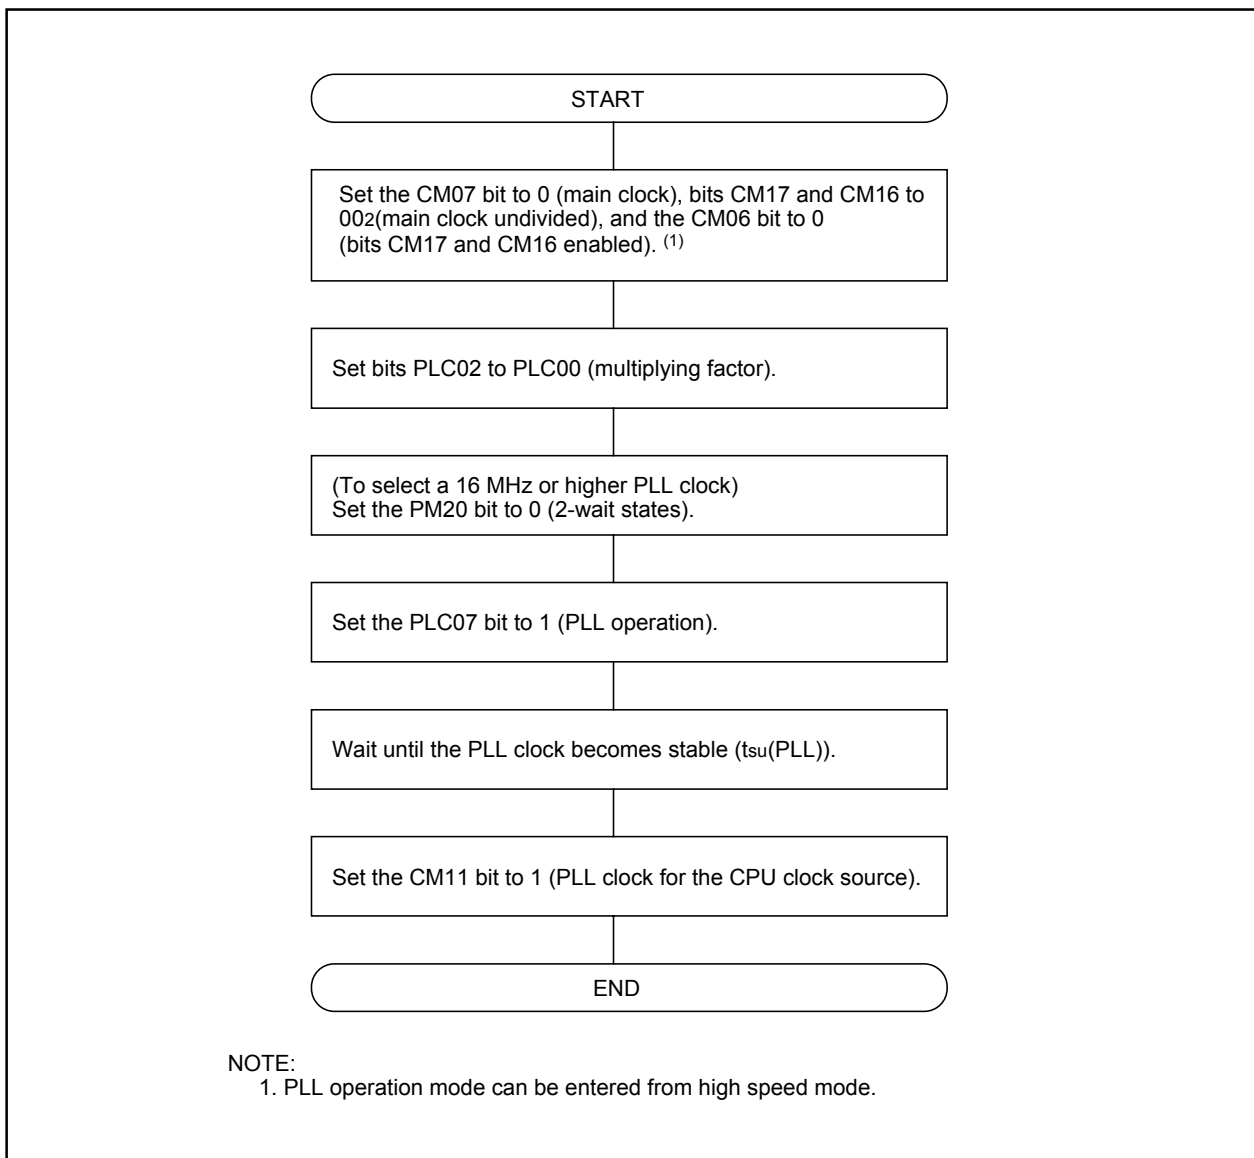 START
Set the CM07 bit to 0 (main clock), bits CM17 and CM16 to
002(main clock undivided), and the CM06 bit to 0
(bits CM17 and CM16 enabled). (1)
Set bits PLC02 to PLC00 (multiplying factor).
(To select a 16 MHz or higher PLL clock)
Set the PM20 bit to 0 (2-wait states).
Set the PLC07 bit to 1 (PLL operation).
Wait until the PLL clock becomes stable (tsu(PLL)).
Set the CM11 bit to 1 (PLL clock for the CPU clock source).
END
NOTE:
1. PLL operation mode can be entered from high speed mode.